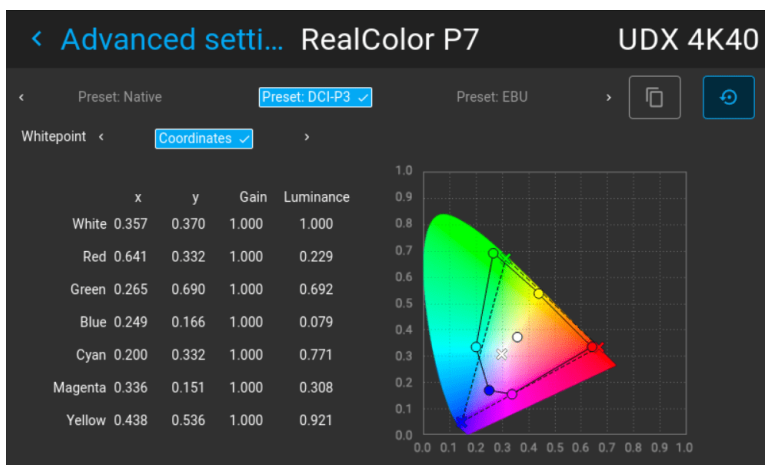 ‹ Advanced setti... RealColor P7 UDX 4K40
‹ Preset: Native Preset: DCI-P3 ✓ Preset: EBU ›
Whitepoint ‹ Coordinates ✓ ›
x y Gain Luminance
White 0.357 0.370 1.000 1.000
Red 0.641 0.332 1.000 0.229
Green 0.265 0.690 1.000 0.692
Blue 0.249 0.166 1.000 0.079
Cyan 0.200 0.332 1.000 0.771
Magenta 0.336 0.151 1.000 0.308
Yellow 0.438 0.536 1.000 0.921
1.0
0.9
0.8
0.7
0.6
0.5
0.4
0.3
0.2
0.1
0.0
0.0 0.1 0.2 0.3 0.4 0.5 0.6 0.7 0.8 0.9 1.0